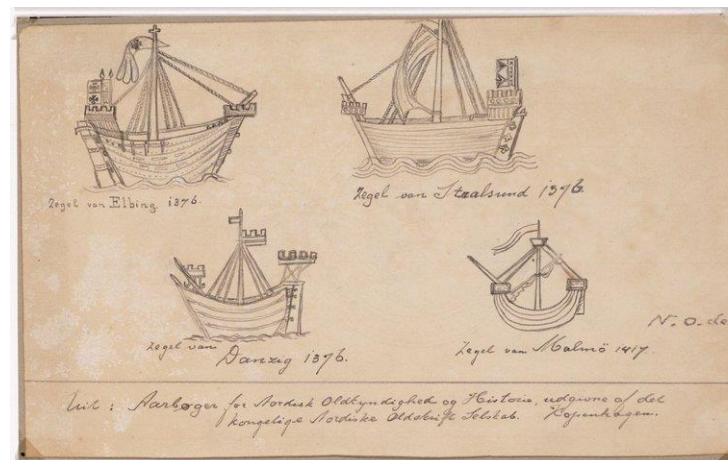 Zegel van Elbing 1376.
Zegel van Straalsund 1376.
Zegel van
Danzig 1376.
Zegel van Malmö 1417.
N. O. de
Uit: Aarbøger for Nordisk Oldkyndighed og Historie, udgivne af det
kongelige Nordiske Oldskrift Selskab. Kopenhagen.